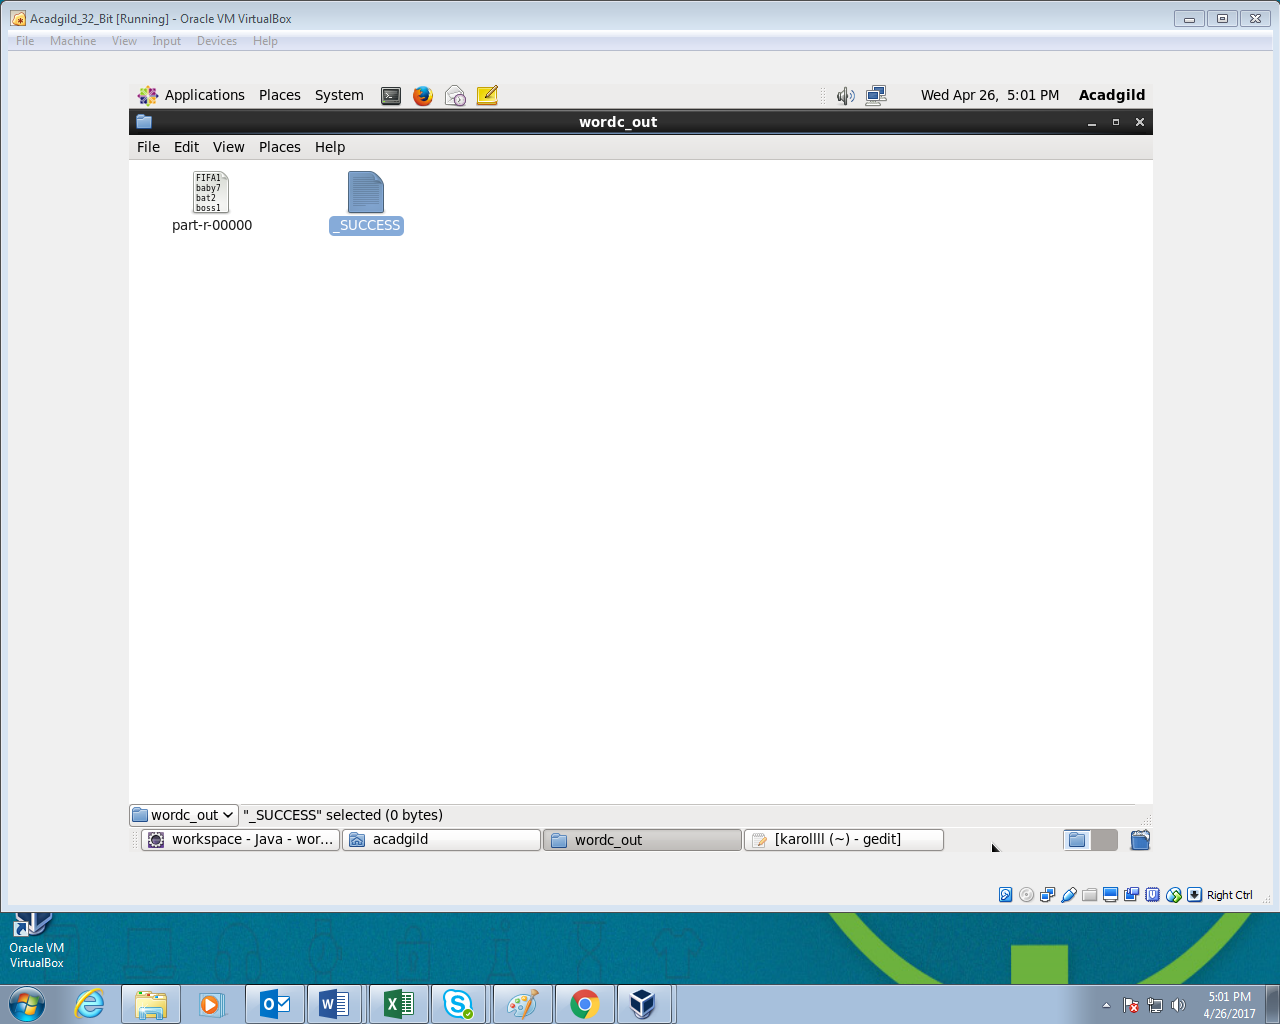 Acadgild_32_Bit [Running] - Oracle VM VirtualBox
File Machine View Input Devices Help
Applications Places System Wed Apr 26, 5:01 PM Acadgild
wordc_out
File Edit View Places Help
FIFA1
baby7
bat2
boss1
part-r-00000 _SUCCESS
wordc_out "_SUCCESS" selected (0 bytes)
workspace - Java - wor... acadgild wordc_out [karollll (~) - gedit]
Right Ctrl
Oracle VM
VirtualBox
5:01 PM
4/26/2017